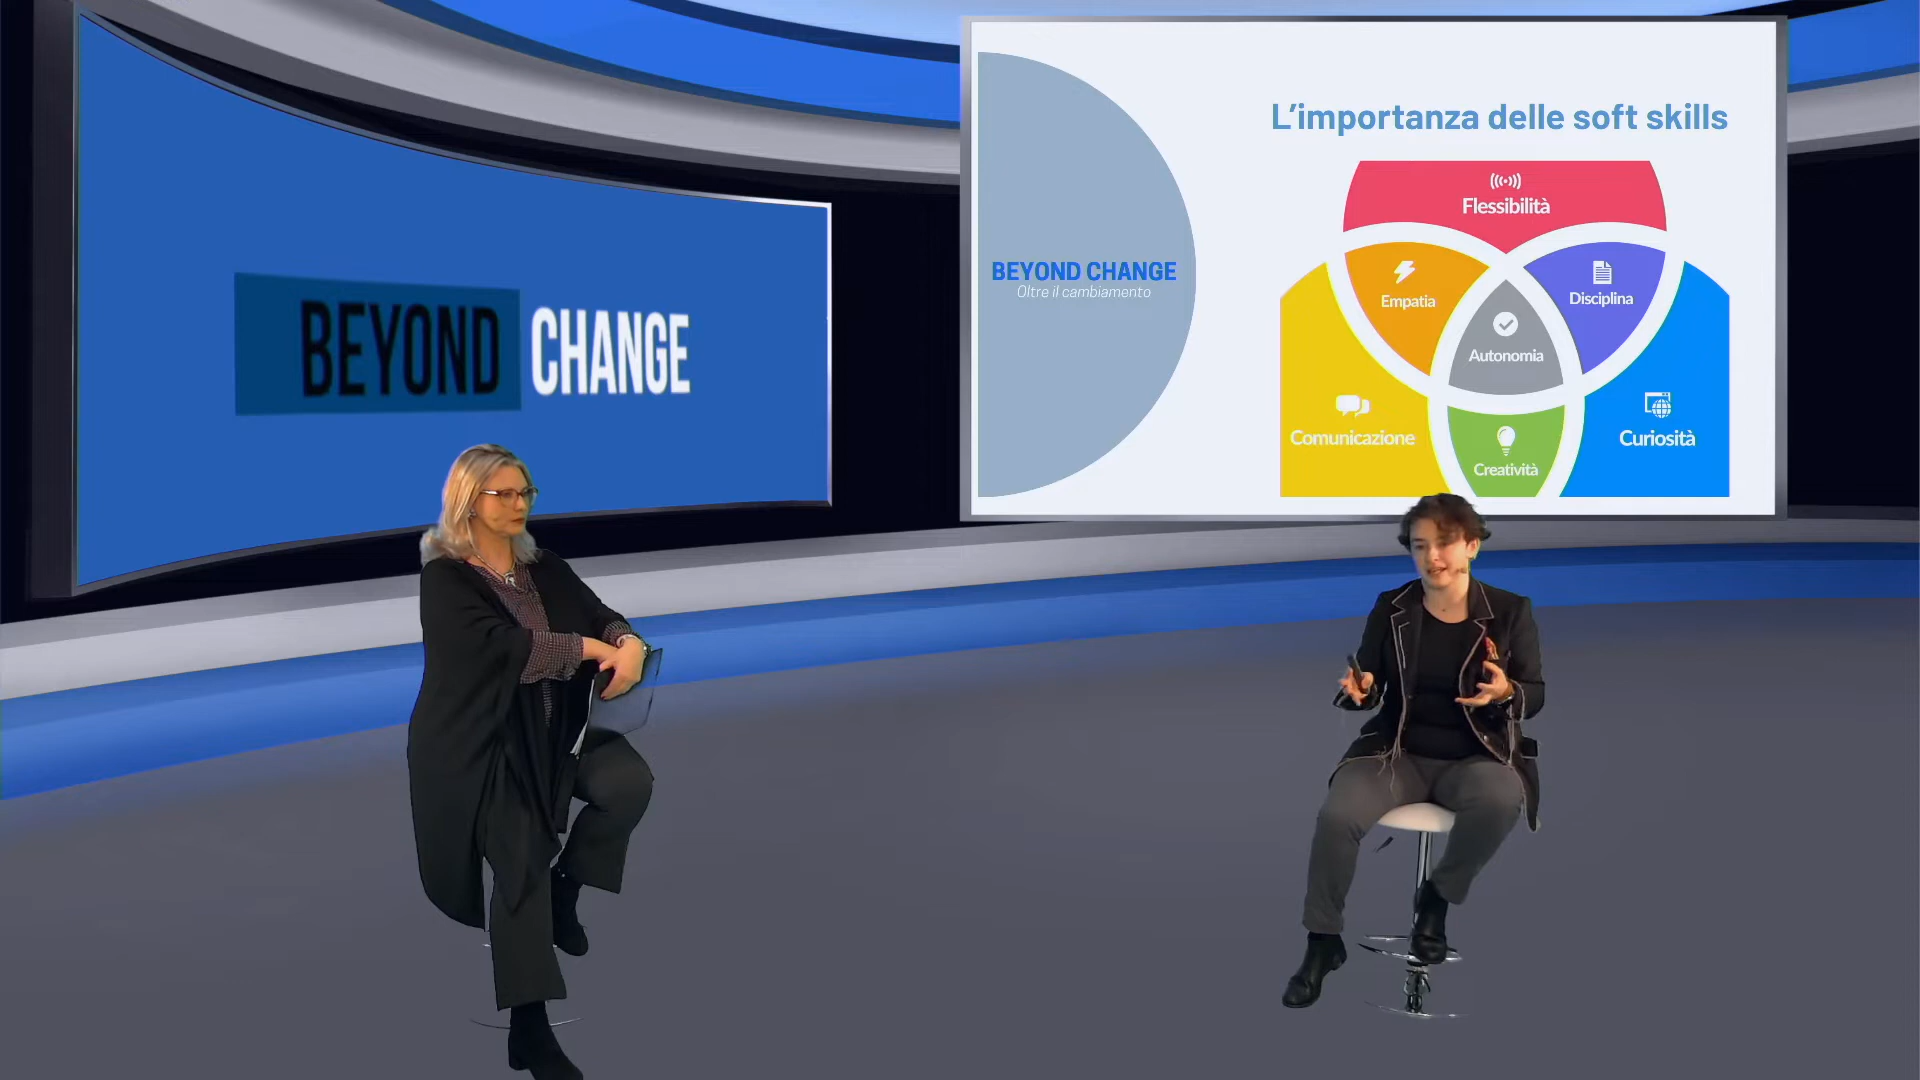 BEYOND CHANGE
L'importanza delle soft skills
BEYOND CHANGE
Oltre il cambiamento
Flessibilità
Empatia
Disciplina
Autonomia
Comunicazione
Curiosità
Creatività